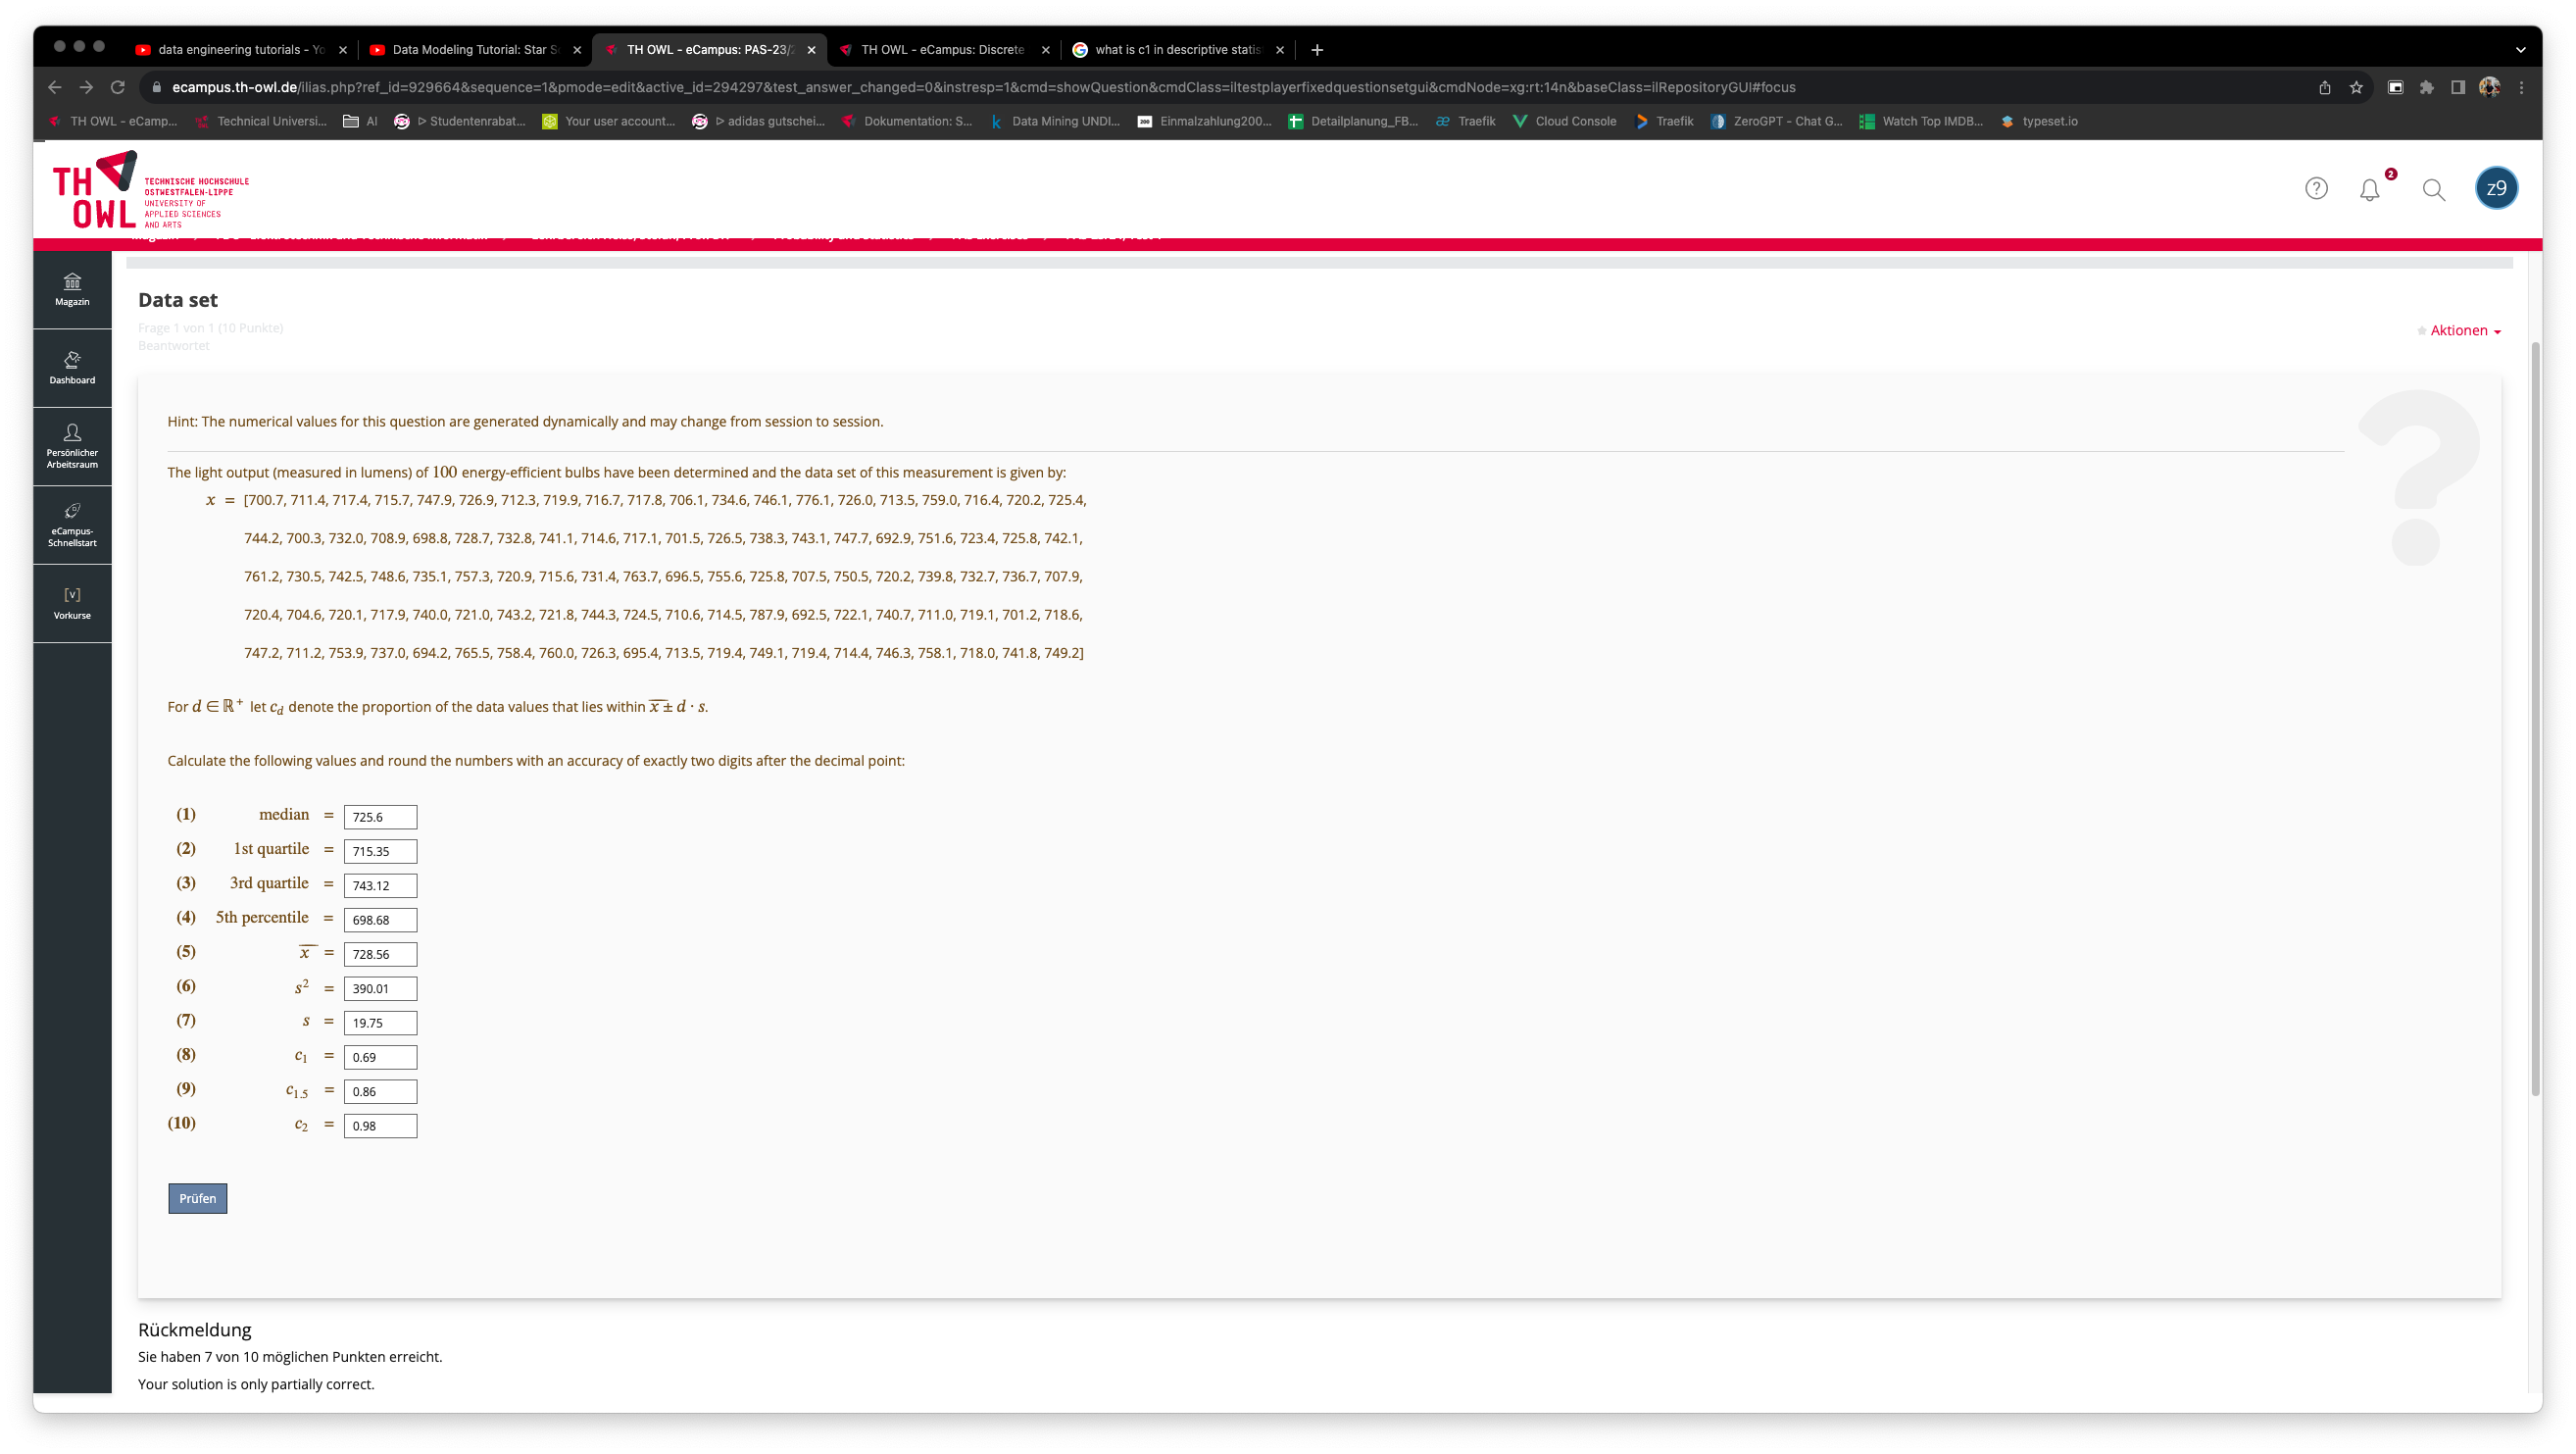 data engineering tutorials - Yo
Data Modeling Tutorial: Star S
TH OWL - eCampus: PAS-23/
TH OWL - eCampus: Discrete
what is c1 in descriptive statis
ecampus.th-owl.de/ilias.php?ref_id=929664&sequence=1&pmode=edit&active_id=294297&test_answer_changed=0&instresp=1&cmd=showQuestion&cmdClass=iltestplayerfixedquestionsetgui&cmdNode=xg:rt:14n&baseClass=ilRepositoryGUI#focus
TH OWL - eCamp... Technical Universi... AI ▷ Studentenrabat... Your user account... ▷ adidas gutschei... Dokumentation: S... Data Mining UNDI... Einmalzahlung200... Detailplanung_FB... Traefik Cloud Console Traefik ZeroGPT - Chat G... Watch Top IMDB... typeset.io
TH OWL
TECHNISCHE HOCHSCHULE
OSTWESTFALEN-LIPPE
UNIVERSITY OF
APPLIED SCIENCES
AND ARTS
2
z9
Magazin
Dashboard
Persönlicher
Arbeitsraum
eCampus-
Schnellstart
[v]
Vorkurse
Data set
Frage 1 von 1 (10 Punkte)
Beantwortet
Aktionen
Hint: The numerical values for this question are generated dynamically and may change from session to session.
The light output (measured in lumens) of 100 energy-efficient bulbs have been determined and the data set of this measurement is given by:
x = [700.7, 711.4, 717.4, 715.7, 747.9, 726.9, 712.3, 719.9, 716.7, 717.8, 706.1, 734.6, 746.1, 776.1, 726.0, 713.5, 759.0, 716.4, 720.2, 725.4,
744.2, 700.3, 732.0, 708.9, 698.8, 728.7, 732.8, 741.1, 714.6, 717.1, 701.5, 726.5, 738.3, 743.1, 747.7, 692.9, 751.6, 723.4, 725.8, 742.1,
761.2, 730.5, 742.5, 748.6, 735.1, 757.3, 720.9, 715.6, 731.4, 763.7, 696.5, 755.6, 725.8, 707.5, 750.5, 720.2, 739.8, 732.7, 736.7, 707.9,
720.4, 704.6, 720.1, 717.9, 740.0, 721.0, 743.2, 721.8, 744.3, 724.5, 710.6, 714.5, 787.9, 692.5, 722.1, 740.7, 711.0, 719.1, 701.2, 718.6,
747.2, 711.2, 753.9, 737.0, 694.2, 765.5, 758.4, 760.0, 726.3, 695.4, 713.5, 719.4, 749.1, 719.4, 714.4, 746.3, 758.1, 718.0, 741.8, 749.2]
For d ∈ ℝ⁺ let c_d denote the proportion of the data values that lies within x̅ ± d · s.
Calculate the following values and round the numbers with an accuracy of exactly two digits after the decimal point:
(1) median = 725.6
(2) 1st quartile = 715.35
(3) 3rd quartile = 743.12
(4) 5th percentile = 698.68
(5) x̅ = 728.56
(6) s² = 390.01
(7) s = 19.75
(8) c₁ = 0.69
(9) c₁.₅ = 0.86
(10) c₂ = 0.98
Prüfen
Rückmeldung
Sie haben 7 von 10 möglichen Punkten erreicht.
Your solution is only partially correct.